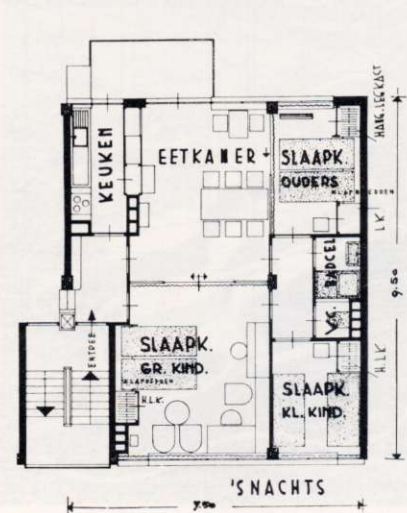 HANG-LEGKAST
KEUKEN
EETKAMER
SLAAPK.
OUDERS
KLAPBEDDEN
L.K.
BADCEL
W.C.
9.50
ENTREE
SLAAPK.
GR. KIND.
KLAPBEDDEN
H.L.K.
SLAAPK.
KL. KIND.
H.L.K.
'S NACHTS
7.50